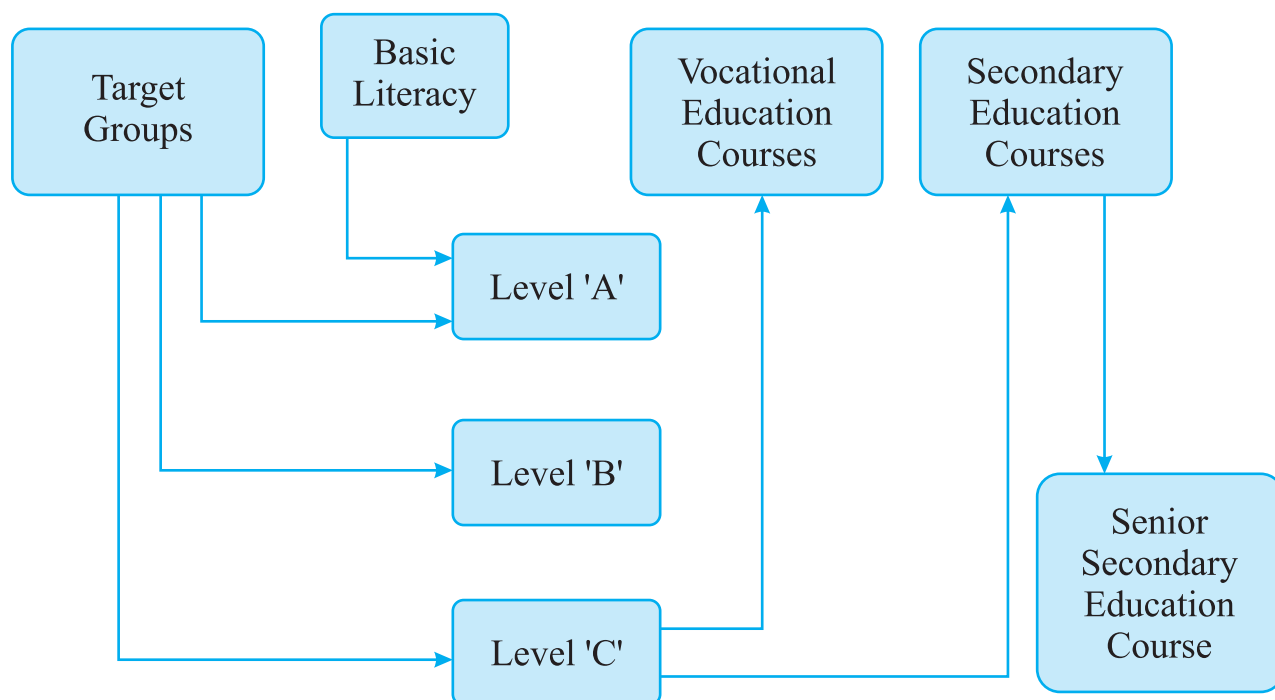 Target
Groups
Basic
Literacy
Vocational
Education
Courses
Secondary
Education
Courses
Level 'A'
Level 'B'
Level 'C'
Senior
Secondary
Education
Course